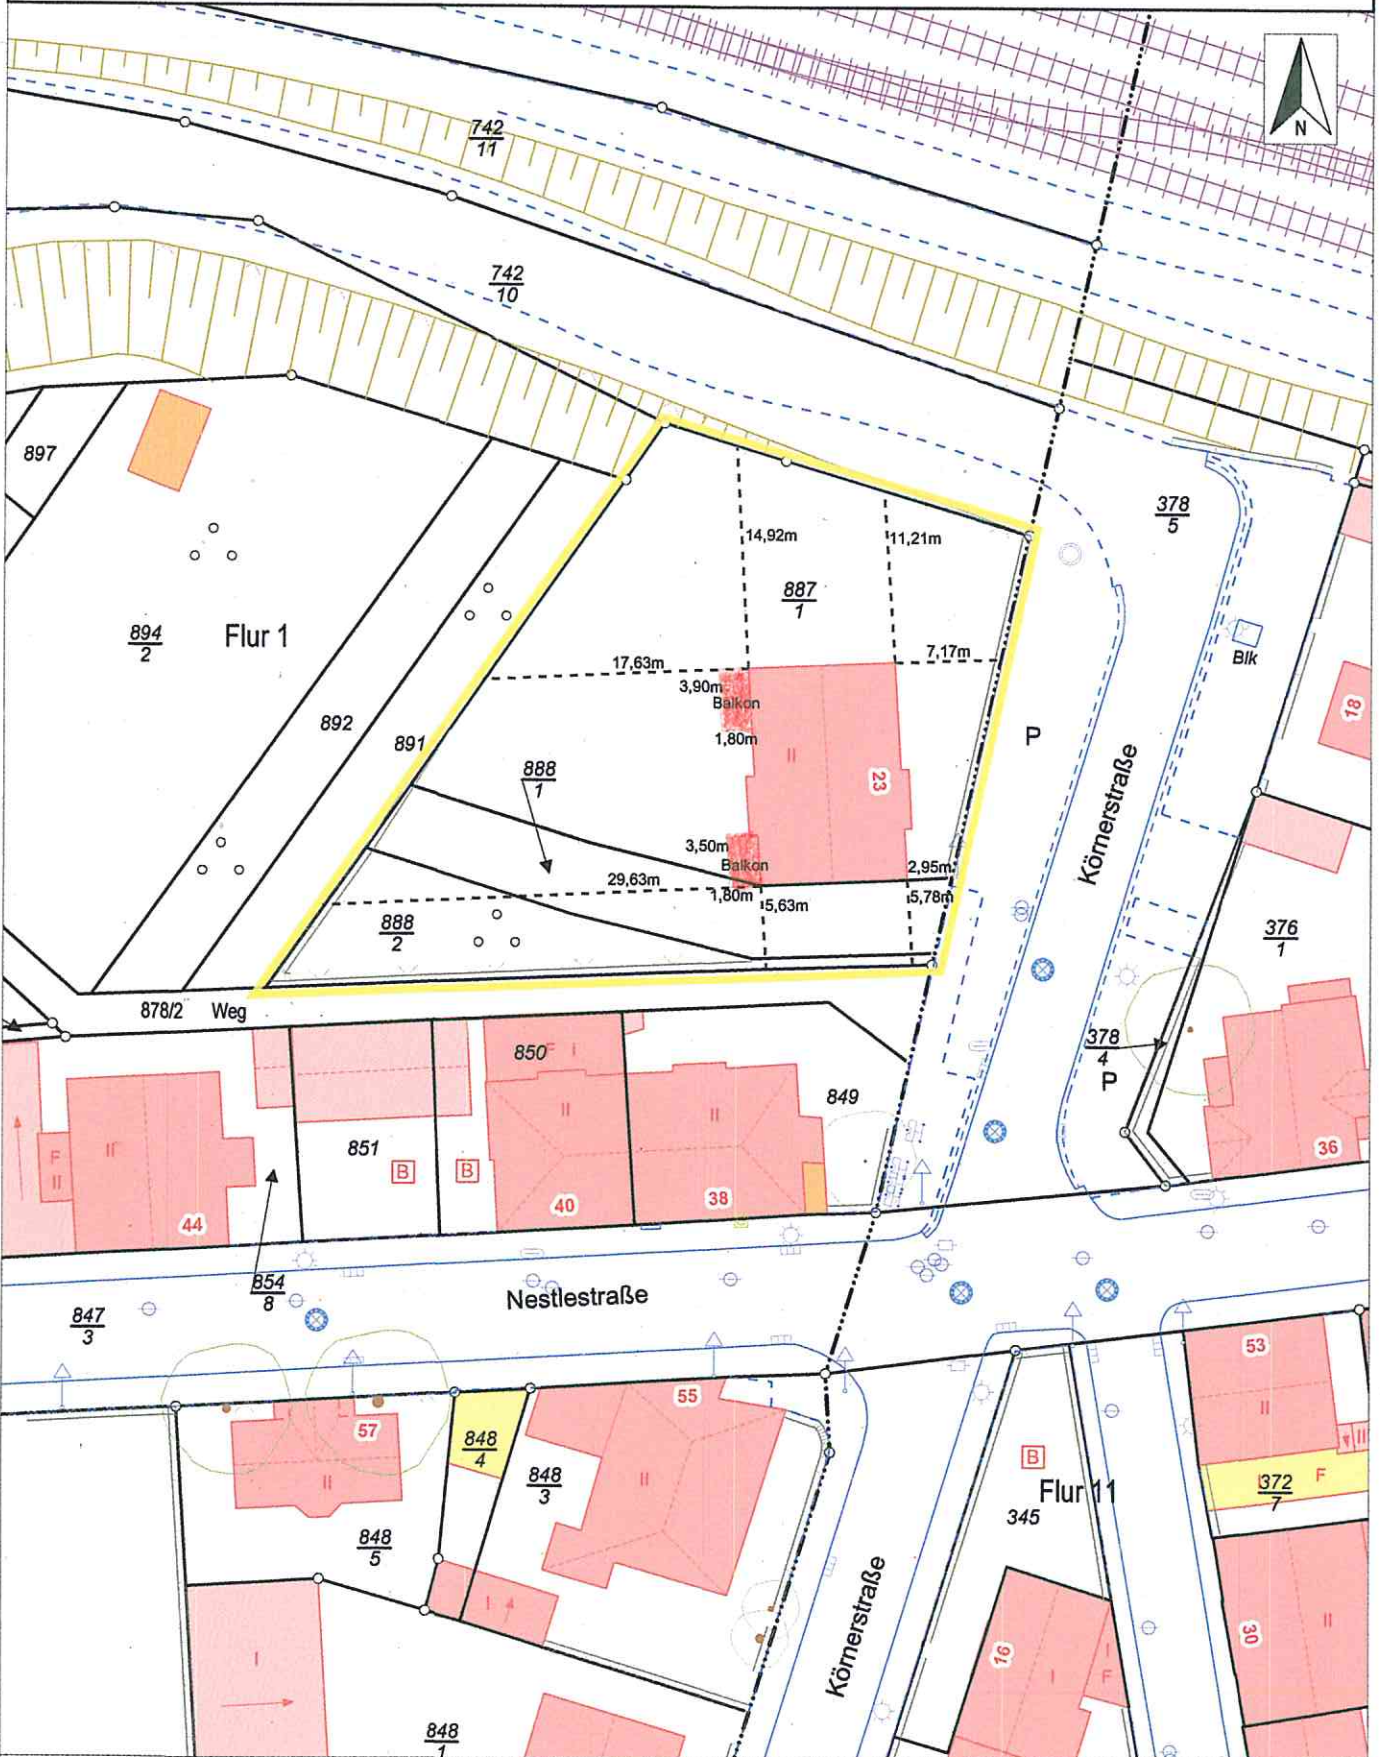 N
742
11
742
10
897
378
5
14,92m
11,21m
887
1
894
2
Flur 1
17,63m
7,17m
Blk
3,90m
Balkon
18
892
891
1,80m
P
II
23
888
1
Körnerstraße
3,50m
Balkon
2,95m
29,63m
1,80m
5,63m
5,78m
888
2
376
1
878/2 Weg
378
4
P
850
F I
II
II
849
II
F
II
851
B
B
36
44
40
38
854
8
Nestlestraße
847
3
53
55
57
848
4
II
II
848
3
II
B
II
F
372
7
Flur 11
345
848
5
I
Körnerstraße
I
16
I
I
F
30
II
848
1